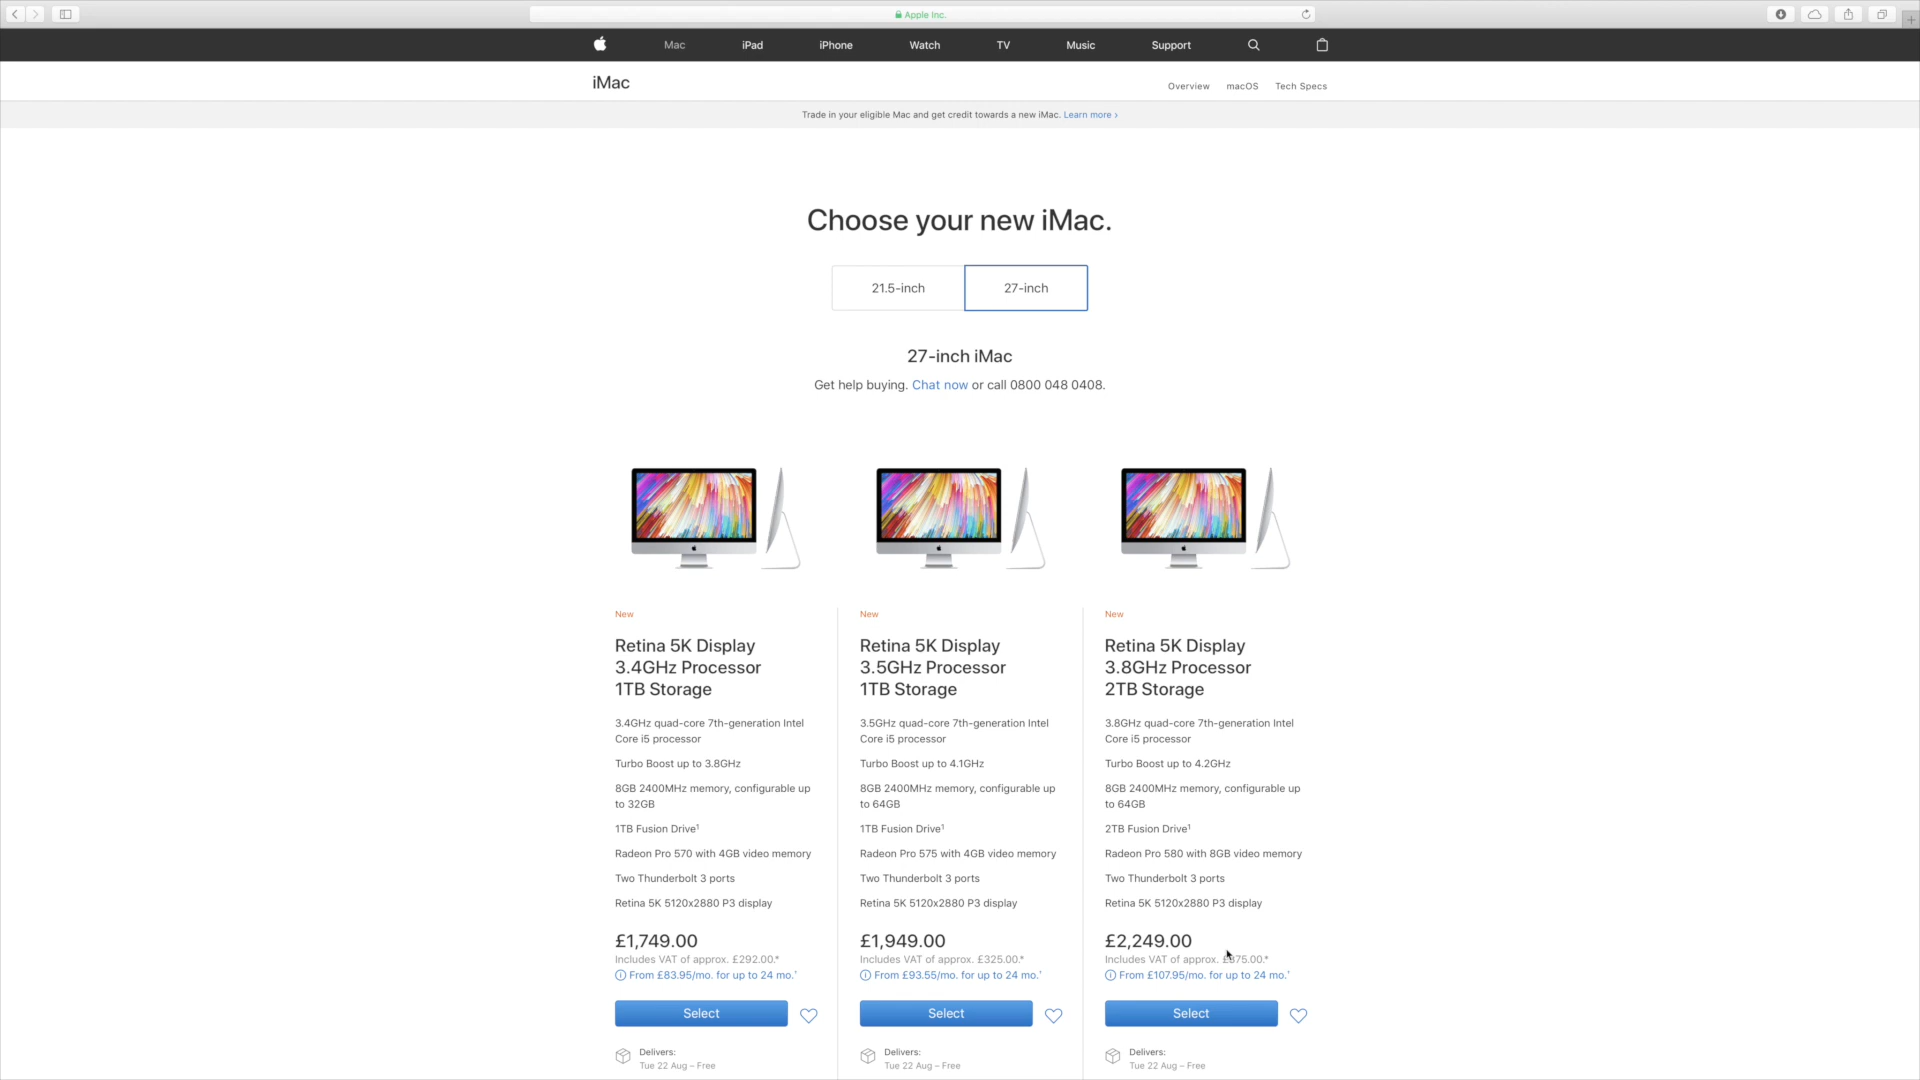 Apple Inc.
Mac iPad iPhone Watch TV Music Support
iMac
Overview macOS Tech Specs
Trade in your eligible Mac and get credit towards a new iMac. Learn more ›
Choose your new iMac.
21.5-inch 27-inch
27-inch iMac
Get help buying. Chat now or call 0800 048 0408.
New
Retina 5K Display
3.4GHz Processor
1TB Storage
3.4GHz quad-core 7th-generation Intel
Core i5 processor
Turbo Boost up to 3.8GHz
8GB 2400MHz memory, configurable up
to 32GB
1TB Fusion Drive¹
Radeon Pro 570 with 4GB video memory
Two Thunderbolt 3 ports
Retina 5K 5120x2880 P3 display
£1,749.00
Includes VAT of approx. £292.00.*
From £83.95/mo. for up to 24 mo.†
Select
Delivers:
Tue 22 Aug – Free
New
Retina 5K Display
3.5GHz Processor
1TB Storage
3.5GHz quad-core 7th-generation Intel
Core i5 processor
Turbo Boost up to 4.1GHz
8GB 2400MHz memory, configurable up
to 64GB
1TB Fusion Drive¹
Radeon Pro 575 with 4GB video memory
Two Thunderbolt 3 ports
Retina 5K 5120x2880 P3 display
£1,949.00
Includes VAT of approx. £325.00.*
From £93.55/mo. for up to 24 mo.†
Select
Delivers:
Tue 22 Aug – Free
New
Retina 5K Display
3.8GHz Processor
2TB Storage
3.8GHz quad-core 7th-generation Intel
Core i5 processor
Turbo Boost up to 4.2GHz
8GB 2400MHz memory, configurable up
to 64GB
2TB Fusion Drive¹
Radeon Pro 580 with 8GB video memory
Two Thunderbolt 3 ports
Retina 5K 5120x2880 P3 display
£2,249.00
Includes VAT of approx. £375.00.*
From £107.95/mo. for up to 24 mo.†
Select
Delivers:
Tue 22 Aug – Free